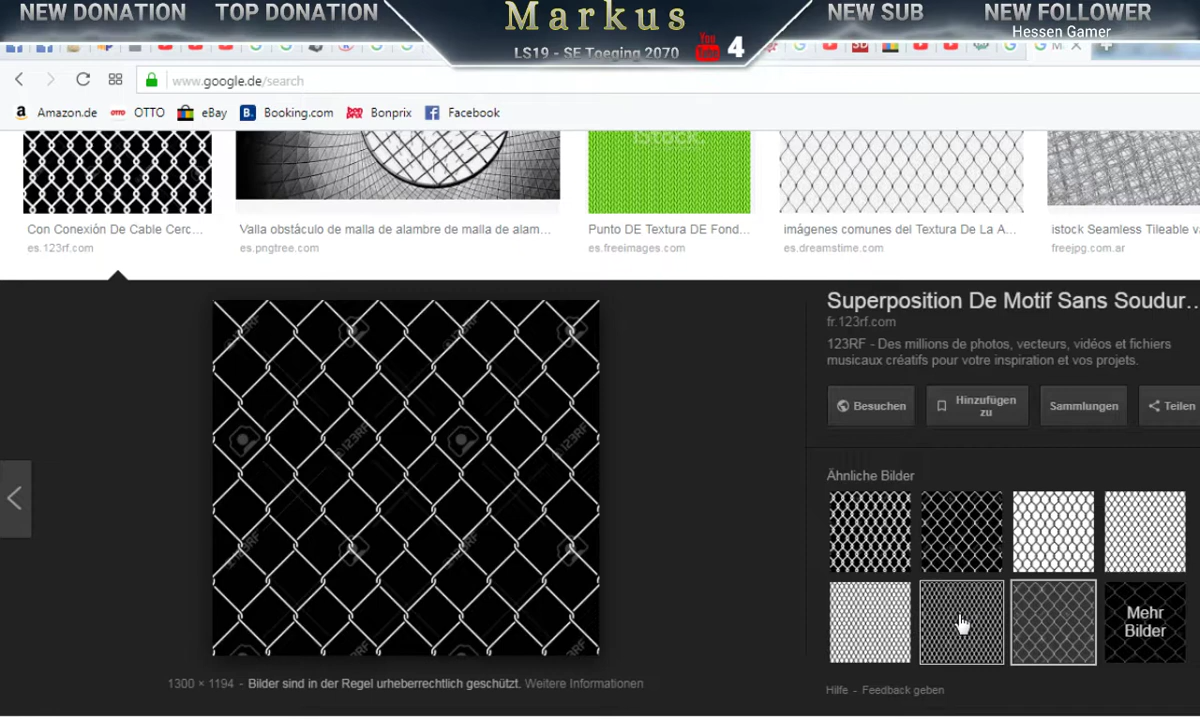 NEW DONATION
TOP DONATION
Markus
LS19 - SE Toeging 2070
You Tube 4
NEW SUB
NEW FOLLOWER
Hessen Gamer
www.google.de/search
Amazon.de
OTTO
eBay
Booking.com
Bonprix
Facebook
Con Conexión De Cable Cerc...
es.123rf.com
Valla obstáculo de malla de alambre de malla de alam...
es.pngtree.com
iStock
Punto DE Textura DE Fond...
es.freeimages.com
imágenes comunes del Textura De La A...
es.dreamstime.com
istock Seamless Tileable
freejpg.com.ar
Superposition De Motif Sans Soudur...
fr.123rf.com
123RF - Des millions de photos, vecteurs, vidéos et fichiers
musicaux créatifs pour votre inspiration et vos projets.
Besuchen
Hinzufügen
zu
Sammlungen
Teilen
Ähnliche Bilder
Mehr
Bilder
©123RF
1300 × 1194 - Bilder sind in der Regel urheberrechtlich geschützt. Weitere Informationen
Hilfe - Feedback geben